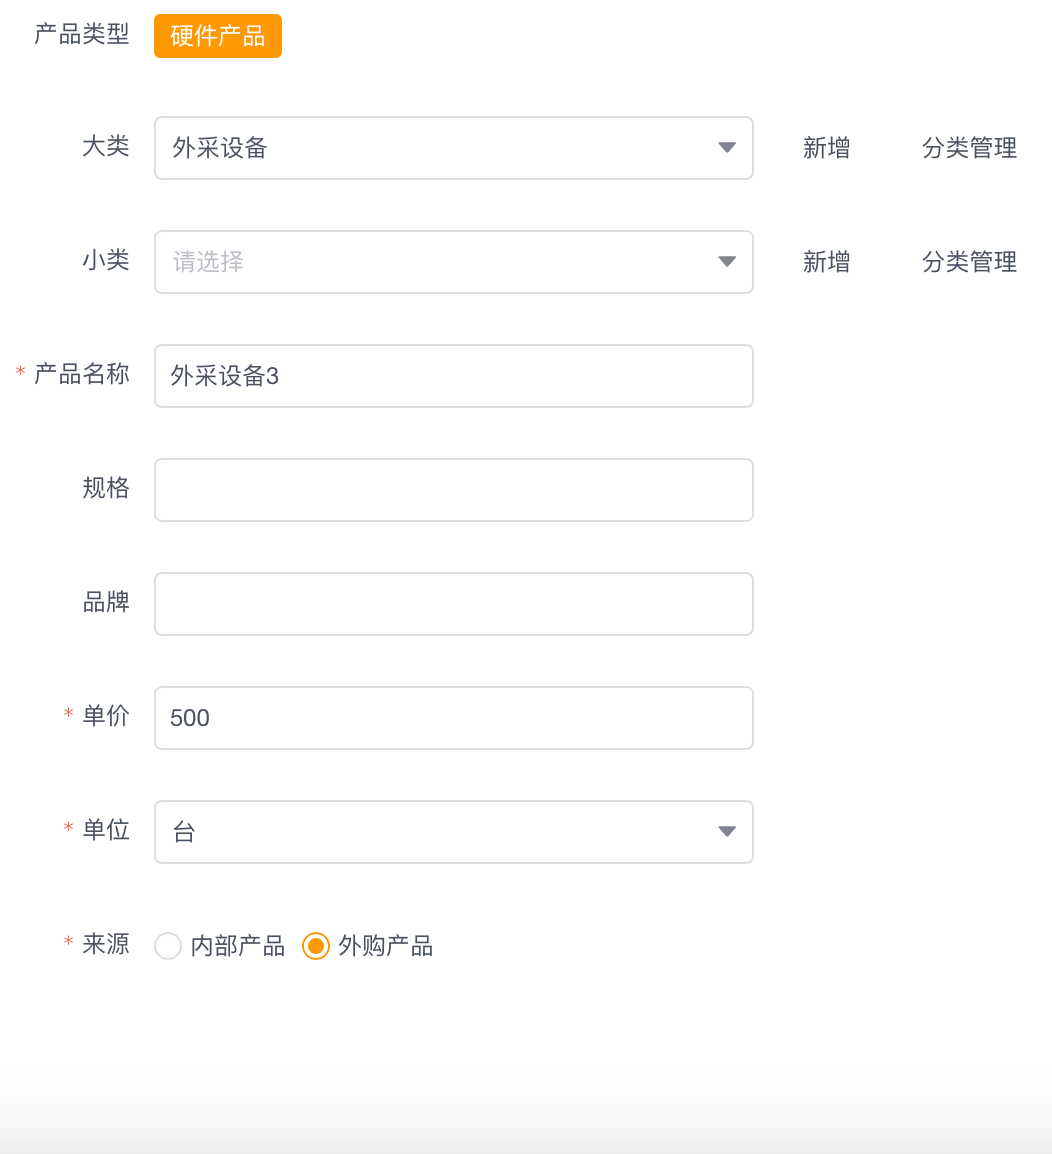 产品类型 硬件产品
大类 外采设备 新增 分类管理
小类 请选择 新增 分类管理
* 产品名称 外采设备3
规格
品牌
* 单价 500
* 单位 台
* 来源 内部产品 外购产品